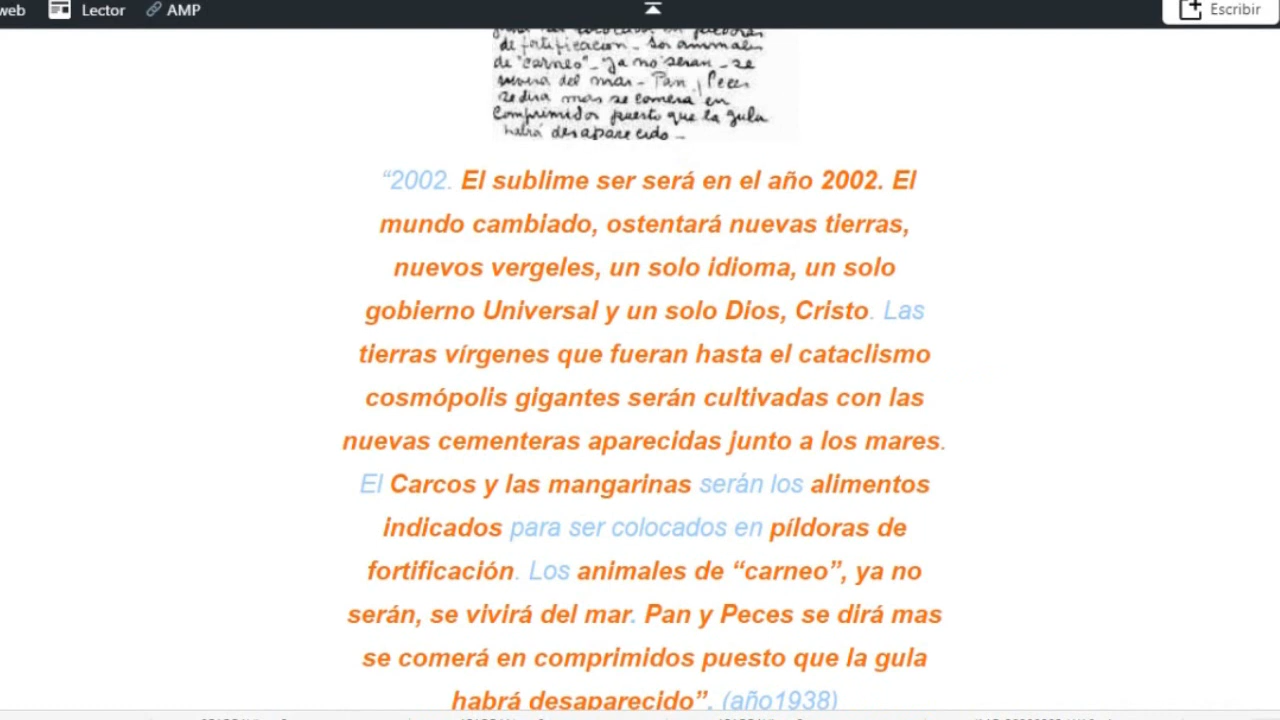 web Lector AMP Escribir
de fortificacion - Los animales
de "carneo" - Ya no seran - se
vivira del mar - Pan y Peces
se dira mas se comera en
comprimidos puesto que la gula
habrá desaparecido -
“2002. El sublime ser será en el año 2002. El
mundo cambiado, ostentará nuevas tierras,
nuevos vergeles, un solo idioma, un solo
gobierno Universal y un solo Dios, Cristo. Las
tierras vírgenes que fueran hasta el cataclismo
cosmópolis gigantes serán cultivadas con las
nuevas cementeras aparecidas junto a los mares.
El Carcos y las mangarinas serán los alimentos
indicados para ser colocados en píldoras de
fortificación. Los animales de “carneo”, ya no
serán, se vivirá del mar. Pan y Peces se dirá mas
se comerá en comprimidos puesto que la gula
habrá desaparecido”. (año1938)